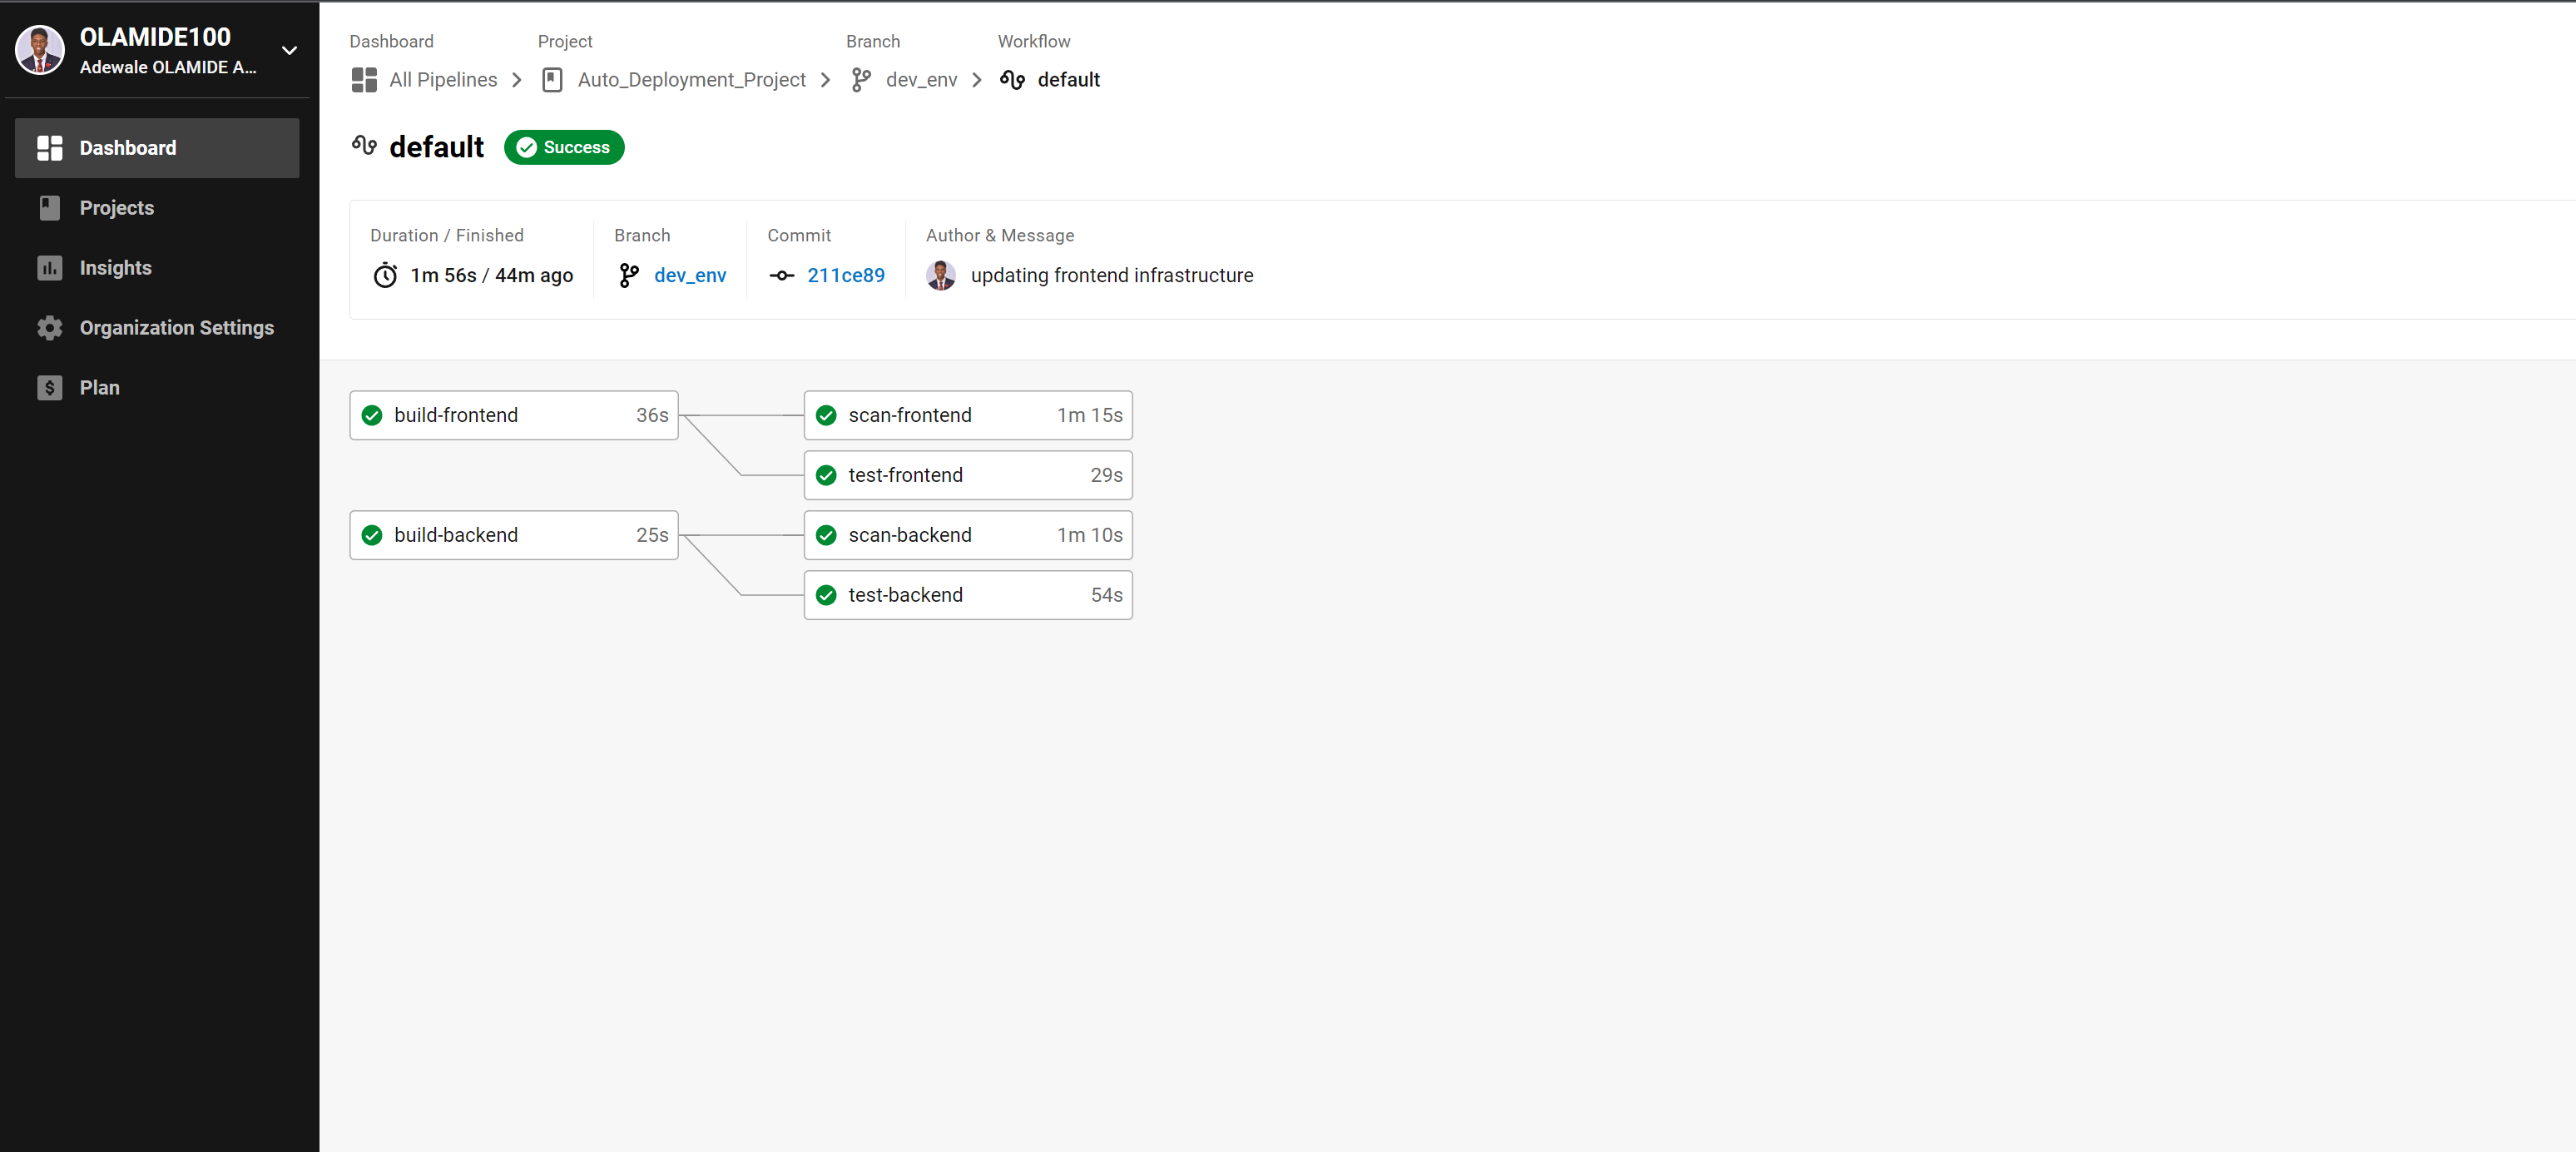 OLAMIDE100
Adewale OLAMIDE A...
Dashboard
Projects
Insights
Organization Settings
Plan
Dashboard Project Branch Workflow
All Pipelines Auto_Deployment_Project dev_env default
default Success
Duration / Finished Branch Commit Author & Message
1m 56s / 44m ago dev_env 211ce89 updating frontend infrastructure
build-frontend 36s scan-frontend 1m 15s
test-frontend 29s
build-backend 25s scan-backend 1m 10s
test-backend 54s